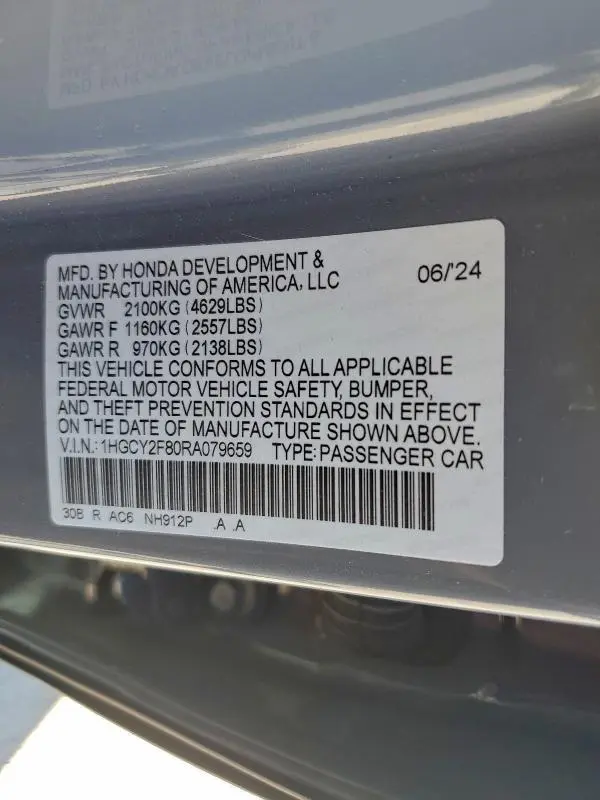 MFD. BY HONDA DEVELOPMENT &
MANUFACTURING OF AMERICA, LLC 06/'24
GVWR 2100KG (4629LBS)
GAWR F 1160KG (2557LBS)
GAWR R 970KG (2138LBS)
THIS VEHICLE CONFORMS TO ALL APPLICABLE
FEDERAL MOTOR VEHICLE SAFETY, BUMPER,
AND THEFT PREVENTION STANDARDS IN EFFECT
ON THE DATE OF MANUFACTURE SHOWN ABOVE.
V.I.N.: 1HGCY2F80RA079659 TYPE: PASSENGER CAR
30B R AC6 NH912P .A .A